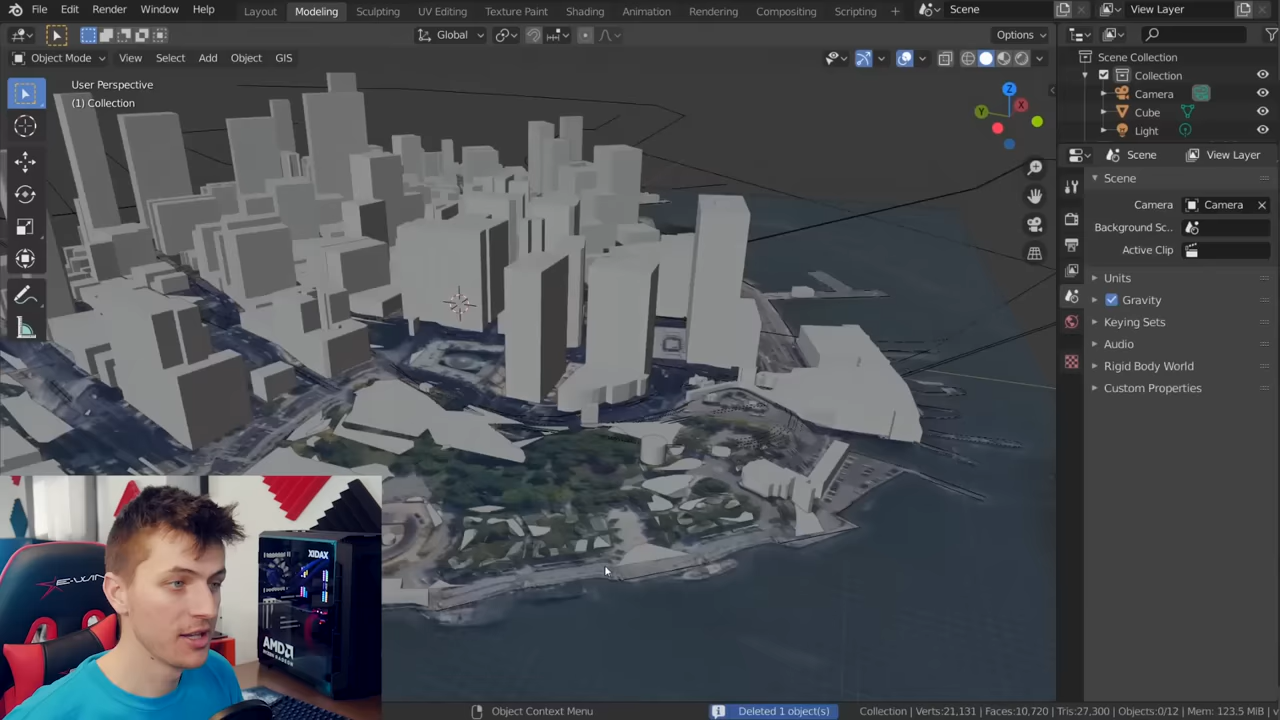 File Edit Render Window Help Layout Modeling Sculpting UV Editing Texture Paint Shading Animation Rendering Compositing Scripting + Scene View Layer
Global Options
Object Mode View Select Add Object GIS
User Perspective
(1) Collection
Z
Y
X
Scene Collection
Collection
Camera
Cube
Light
Scene View Layer
Scene
Camera Camera
Background Sc..
Active Clip
Units
Gravity
Keying Sets
Audio
Rigid Body World
Custom Properties
XIDAX
E-WIN
AMD
RADEON
Object Context Menu Deleted 1 object(s) Collection | Verts:21,131 | Faces:10,720 | Tris:27,300 | Objects:0/12 | Mem: 123.5 MiB | v